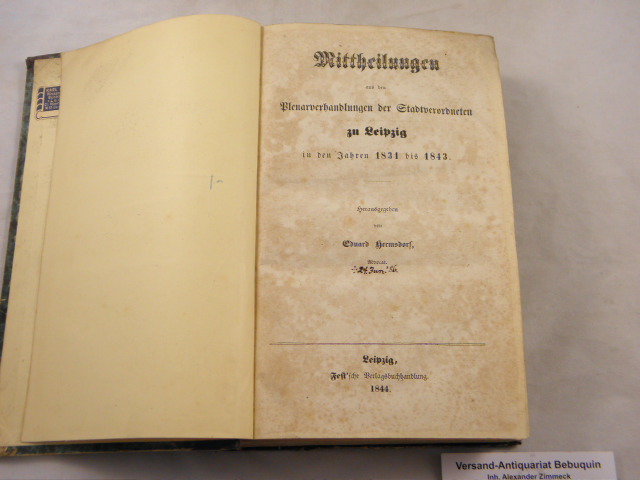 Mittheilungen
aus den
Plenarverhandlungen der Stadtverordneten
zu Leipzig
in den Jahren 1831 bis 1843.
Herausgegeben
von
Eduard Hermsdorf,
Advocat.
Leipzig,
Fest'sche Verlagsbuchhandlung.
1844.
Versand-Antiquariat Bebuquin
Inh. Alexander Zimmeck